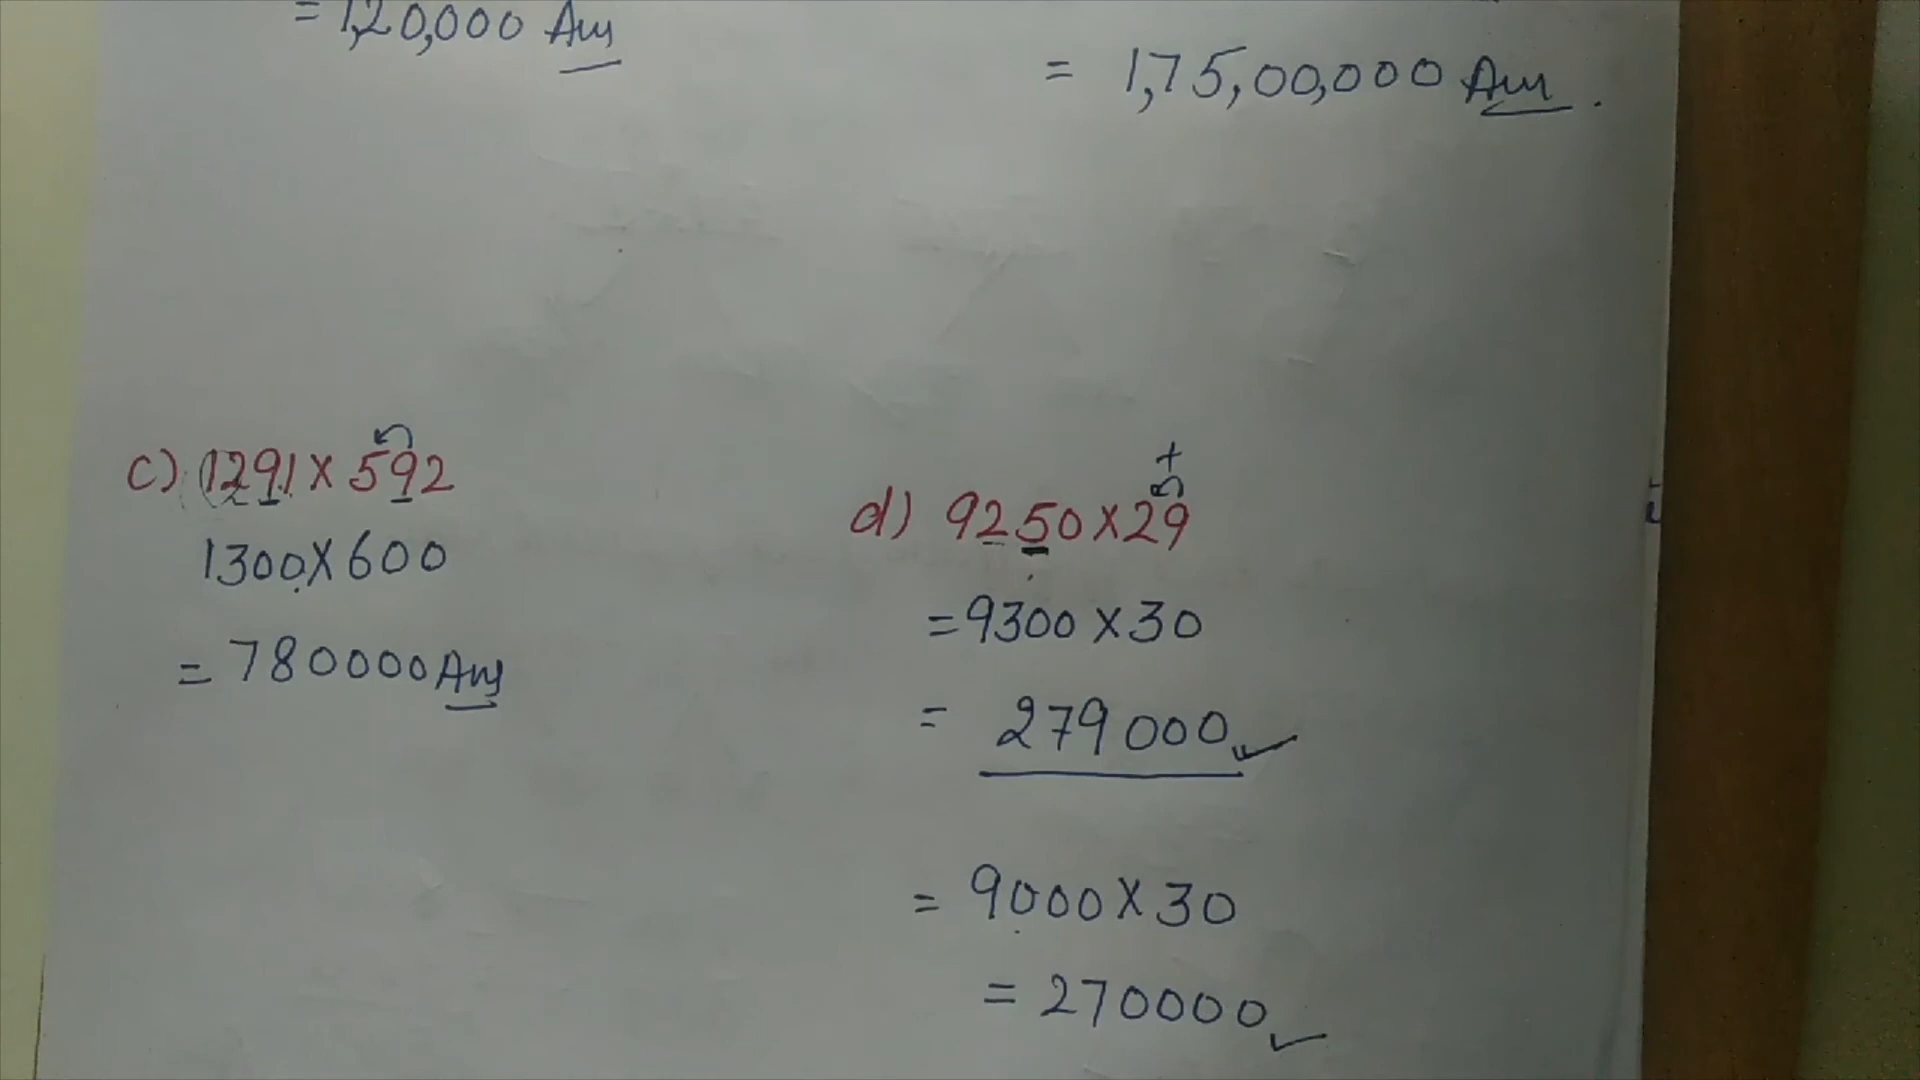 = 1,20,000 Ans
= 1,75,00,000 Ans.
c) 1291 x 592
1300 x 600
= 780000 Ans
+
d) 9250 x 29
= 9300 x 30
= 279000 ✓
= 9000 x 30
= 270000 ✓